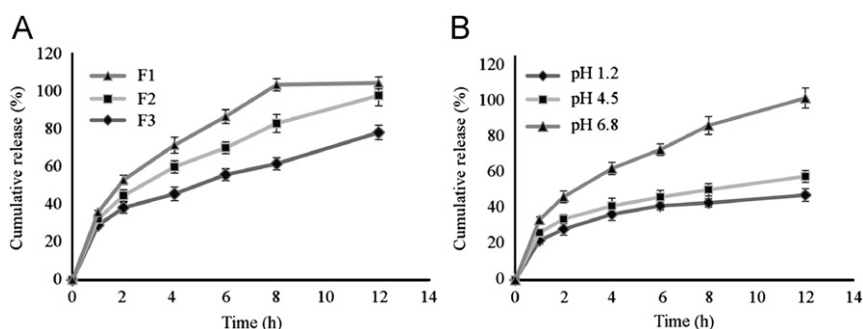 A
Cumulative release (%)
120
100
80
60
40
20
0
F1
F2
F3
0 2 4 6 8 10 12 14
Time (h)
B
Cumulative release (%)
120
100
80
60
40
20
0
pH 1.2
pH 4.5
pH 6.8
0 2 4 6 8 10 12 14
Time (h)